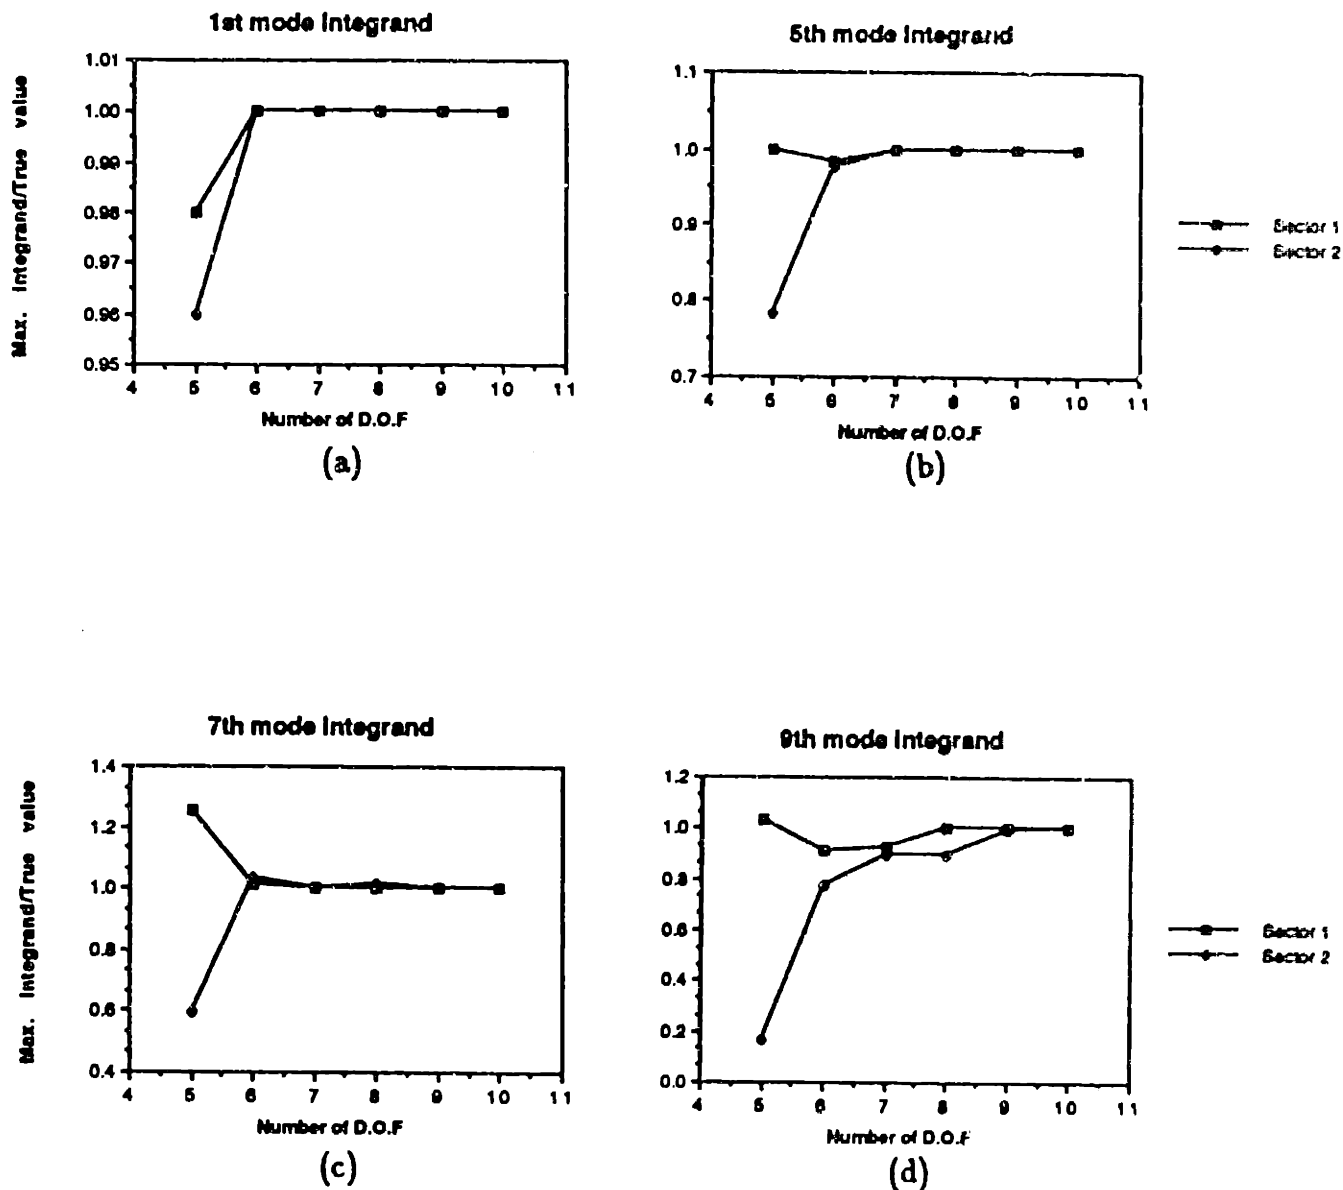 1st mode Integrand
Max. Integrand/True value
1.01
1.00
0.99
0.98
0.97
0.96
0.95
4 5 6 7 8 9 10 11
Number of D.O.F
(a)
5th mode Integrand
1.1
1.0
0.9
0.8
0.7
4 5 6 7 8 9 10 11
Number of D.O.F
(b)
Sector 1
Sector 2
7th mode Integrand
Max. Integrand/True value
1.4
1.2
1.0
0.8
0.6
0.4
4 5 6 7 8 9 10 11
Number of D.O.F
(c)
9th mode Integrand
1.2
1.0
0.8
0.6
0.4
0.2
0.0
4 5 6 7 8 9 10 11
Number of D.O.F
(d)
Sector 1
Sector 2